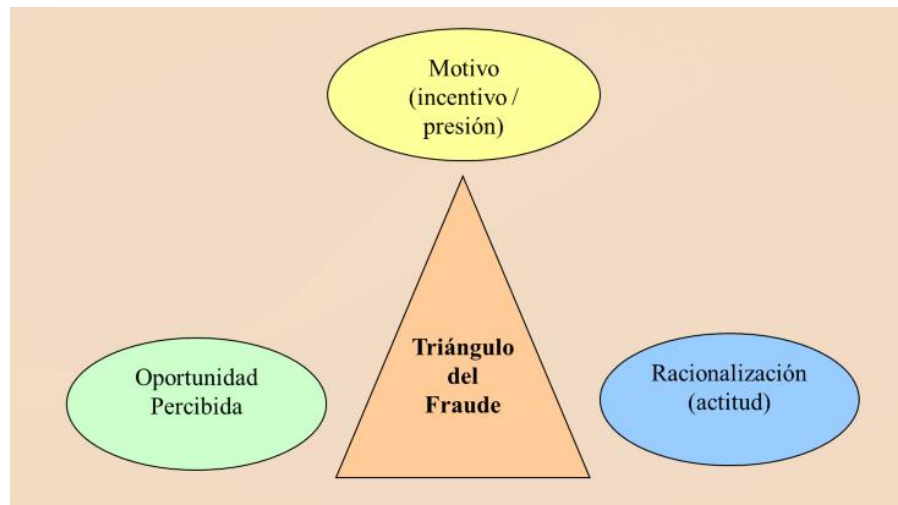 Motivo
(incentivo /
presión)
Triángulo
del
Fraude
Oportunidad
Percibida
Racionalización
(actitud)